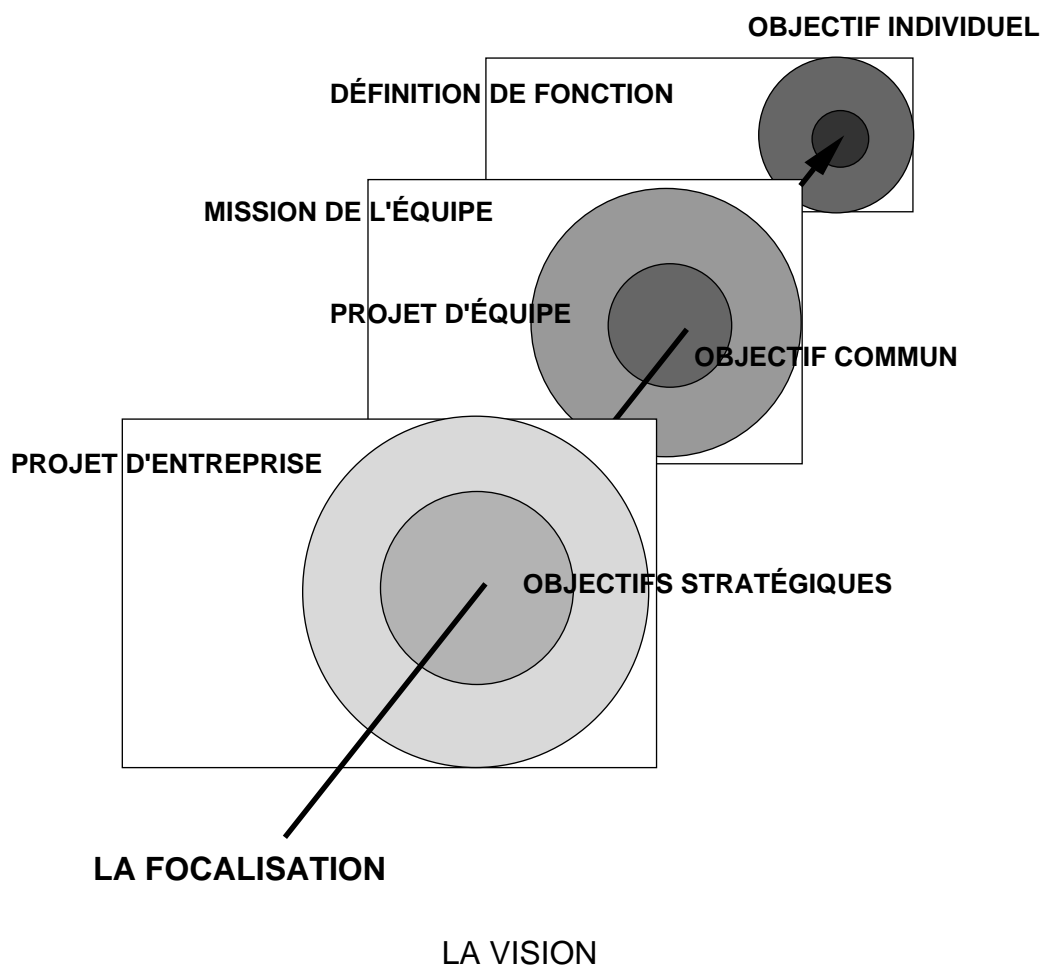 OBJECTIF INDIVIDUEL
DÉFINITION DE FONCTION
MISSION DE L'ÉQUIPE
PROJET D'ÉQUIPE
OBJECTIF COMMUN
PROJET D'ENTREPRISE
OBJECTIFS STRATÉGIQUES
LA FOCALISATION
LA VISION